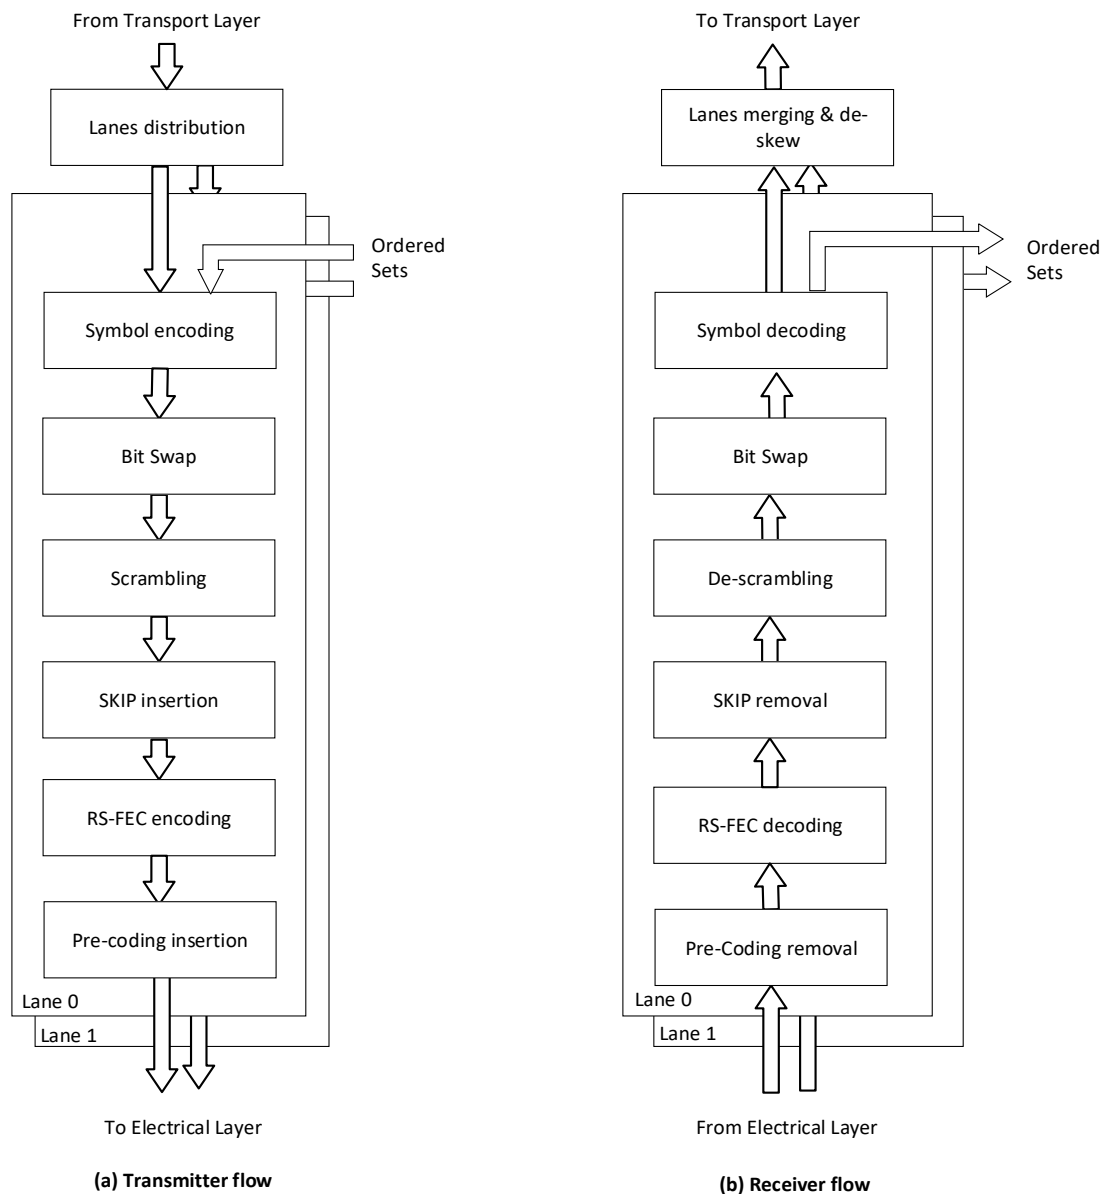 From Transport Layer
Lanes distribution
Ordered
Sets
Symbol encoding
Bit Swap
Scrambling
SKIP insertion
RS-FEC encoding
Pre-coding insertion
Lane 0
Lane 1
To Electrical Layer
(a) Transmitter flow
To Transport Layer
Lanes merging & de-
skew
Ordered
Sets
Symbol decoding
Bit Swap
De-scrambling
SKIP removal
RS-FEC decoding
Pre-Coding removal
Lane 0
Lane 1
From Electrical Layer
(b) Receiver flow